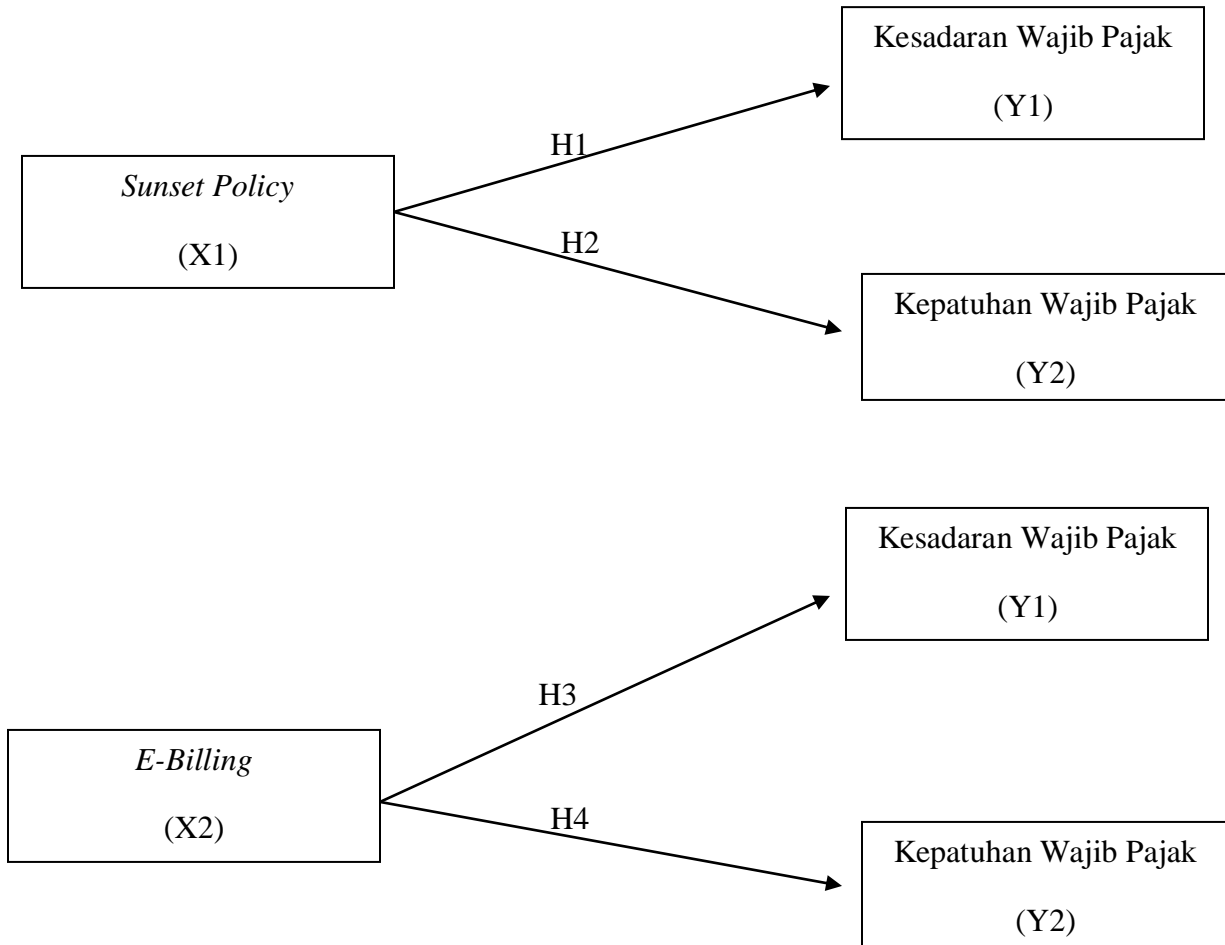 Kesadaran Wajib Pajak
(Y1)
H1
Sunset Policy
(X1)
H2
Kepatuhan Wajib Pajak
(Y2)
Kesadaran Wajib Pajak
(Y1)
H3
E-Billing
(X2)
H4
Kepatuhan Wajib Pajak
(Y2)